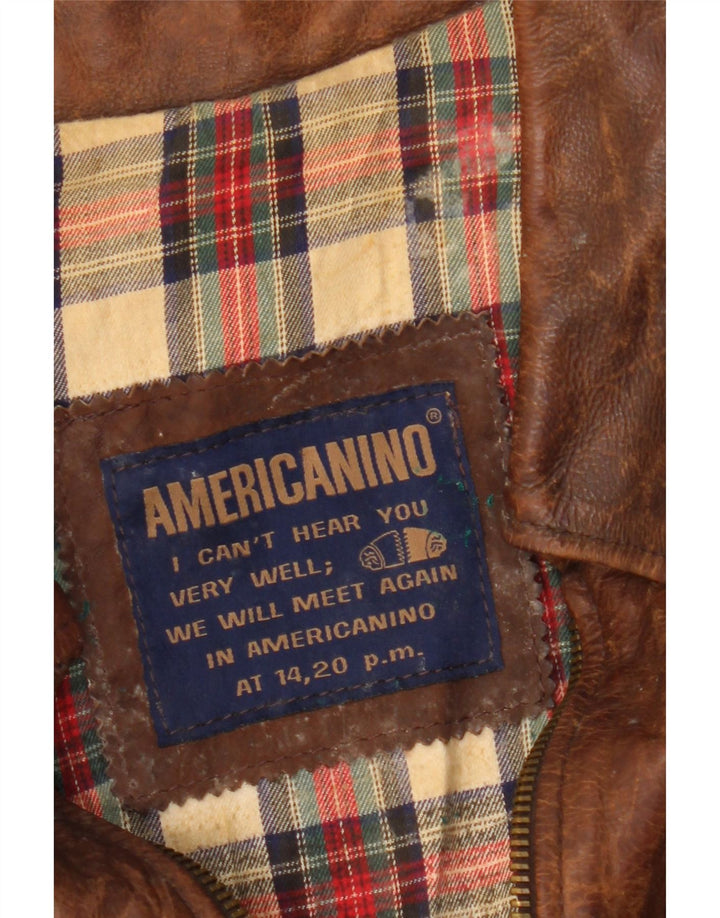 AMERICANINO®
I CAN'T HEAR YOU
VERY WELL;
WE WILL MEET AGAIN
IN AMERICANINO
AT 14,20 p.m.